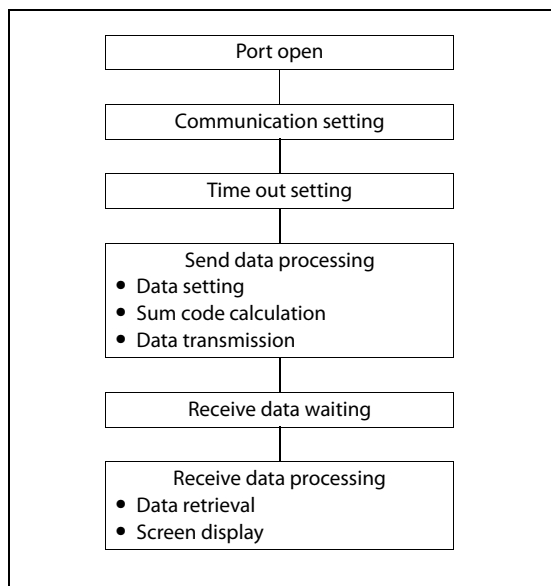 Port open
Communication setting
Time out setting
Send data processing
• Data setting
• Sum code calculation
• Data transmission
Receive data waiting
Receive data processing
• Data retrieval
• Screen display